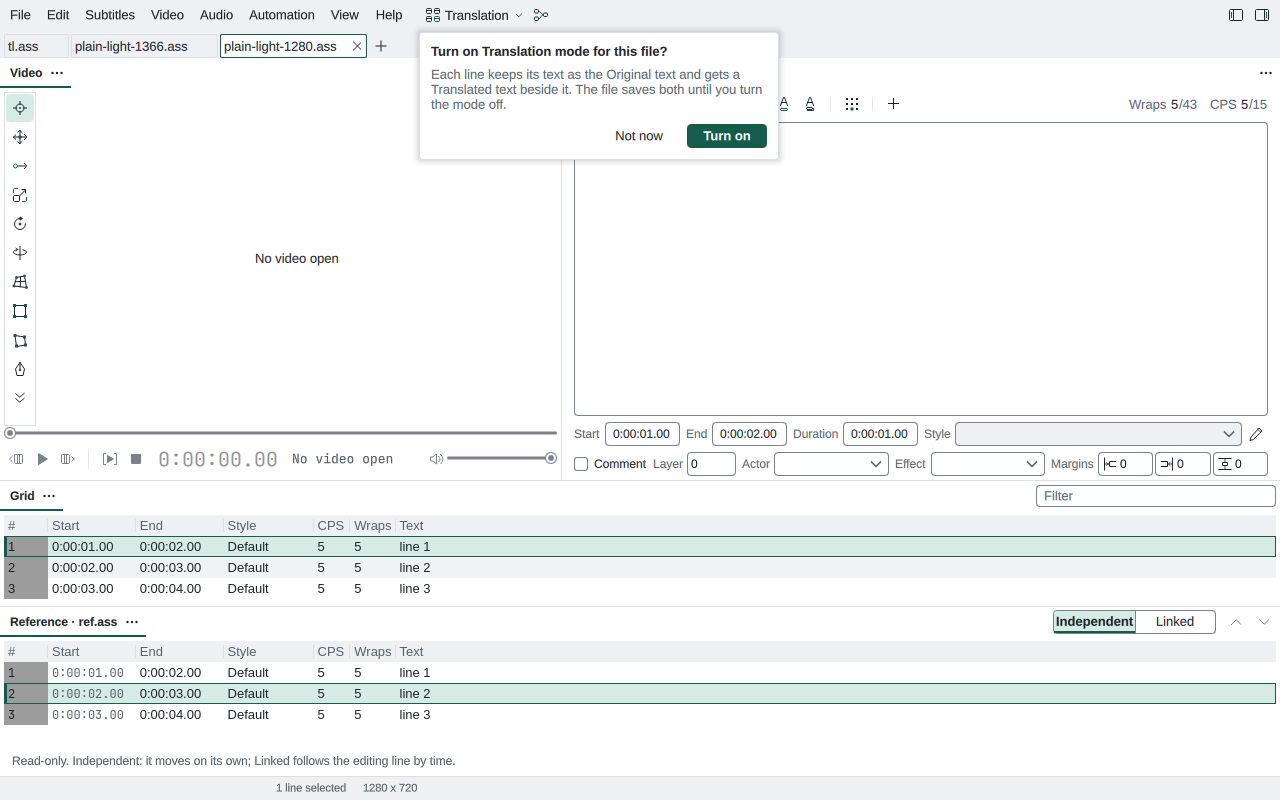 File Edit Subtitles Video Audio Automation View Help Translation
tl.ass plain-light-1366.ass plain-light-1280.ass
Turn on Translation mode for this file?
Each line keeps its text as the Original text and gets a
Translated text beside it. The file saves both until you turn
the mode off.
Not now Turn on
Video
A A Wraps 5/43 CPS 5/15
No video open
Start 0:00:01.00 End 0:00:02.00 Duration 0:00:01.00 Style
0:00:00.00 No video open
Comment Layer 0 Actor Effect Margins 0 0 0
Grid Filter
# Start End Style CPS Wraps Text
1 0:00:01.00 0:00:02.00 Default 5 5 line 1
2 0:00:02.00 0:00:03.00 Default 5 5 line 2
3 0:00:03.00 0:00:04.00 Default 5 5 line 3
Reference · ref.ass Independent Linked
# Start End Style CPS Wraps Text
1 0:00:01.00 0:00:02.00 Default 5 5 line 1
2 0:00:02.00 0:00:03.00 Default 5 5 line 2
3 0:00:03.00 0:00:04.00 Default 5 5 line 3
Read-only. Independent: it moves on its own; Linked follows the editing line by time.
1 line selected 1280 x 720